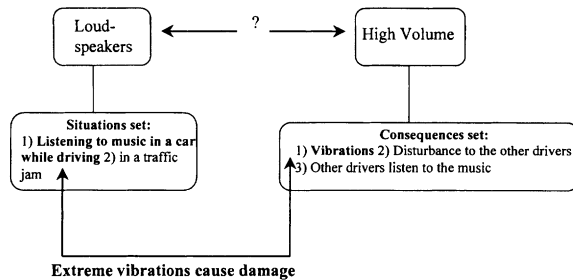 Loud-
speakers
?
High Volume
Situations set:
1) Listening to music in a car
while driving 2) in a traffic
jam
Consequences set:
1) Vibrations 2) Disturbance to the other drivers
3) Other drivers listen to the music
Extreme vibrations cause damage